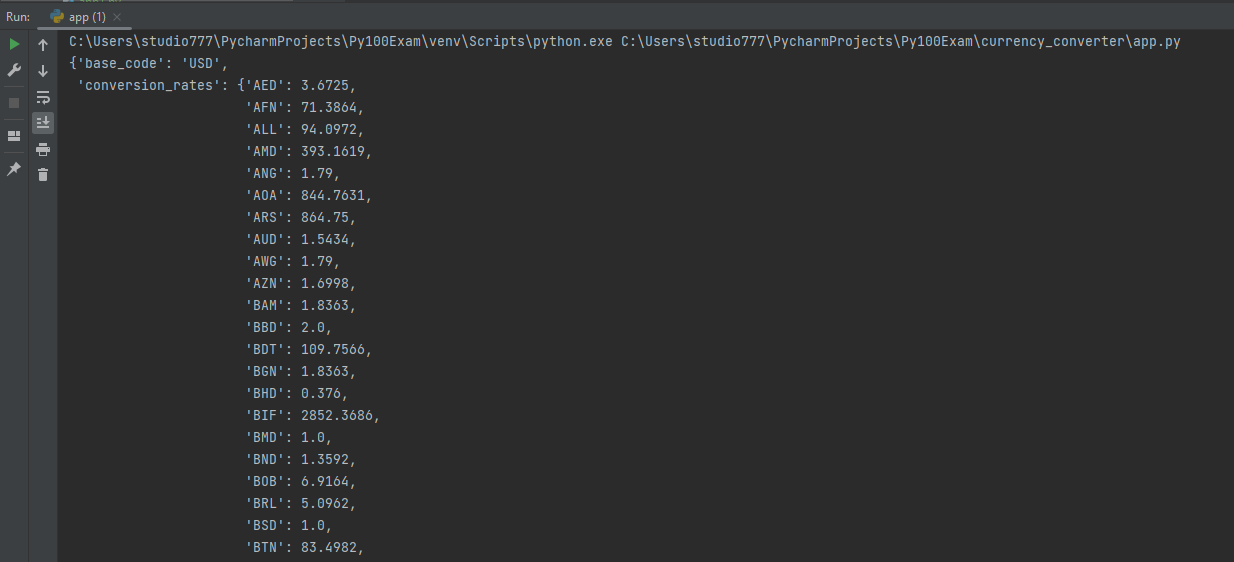 Run: app (1)
C:\Users\studio777\PycharmProjects\Py100Exam\venv\Scripts\python.exe C:\Users\studio777\PycharmProjects\Py100Exam\currency_converter\app.py
{'base_code': 'USD',
 'conversion_rates': {'AED': 3.6725,
                      'AFN': 71.3864,
                      'ALL': 94.0972,
                      'AMD': 393.1619,
                      'ANG': 1.79,
                      'AOA': 844.7631,
                      'ARS': 864.75,
                      'AUD': 1.5434,
                      'AWG': 1.79,
                      'AZN': 1.6998,
                      'BAM': 1.8363,
                      'BBD': 2.0,
                      'BDT': 109.7566,
                      'BGN': 1.8363,
                      'BHD': 0.376,
                      'BIF': 2852.3686,
                      'BMD': 1.0,
                      'BND': 1.3592,
                      'BOB': 6.9164,
                      'BRL': 5.0962,
                      'BSD': 1.0,
                      'BTN': 83.4982,